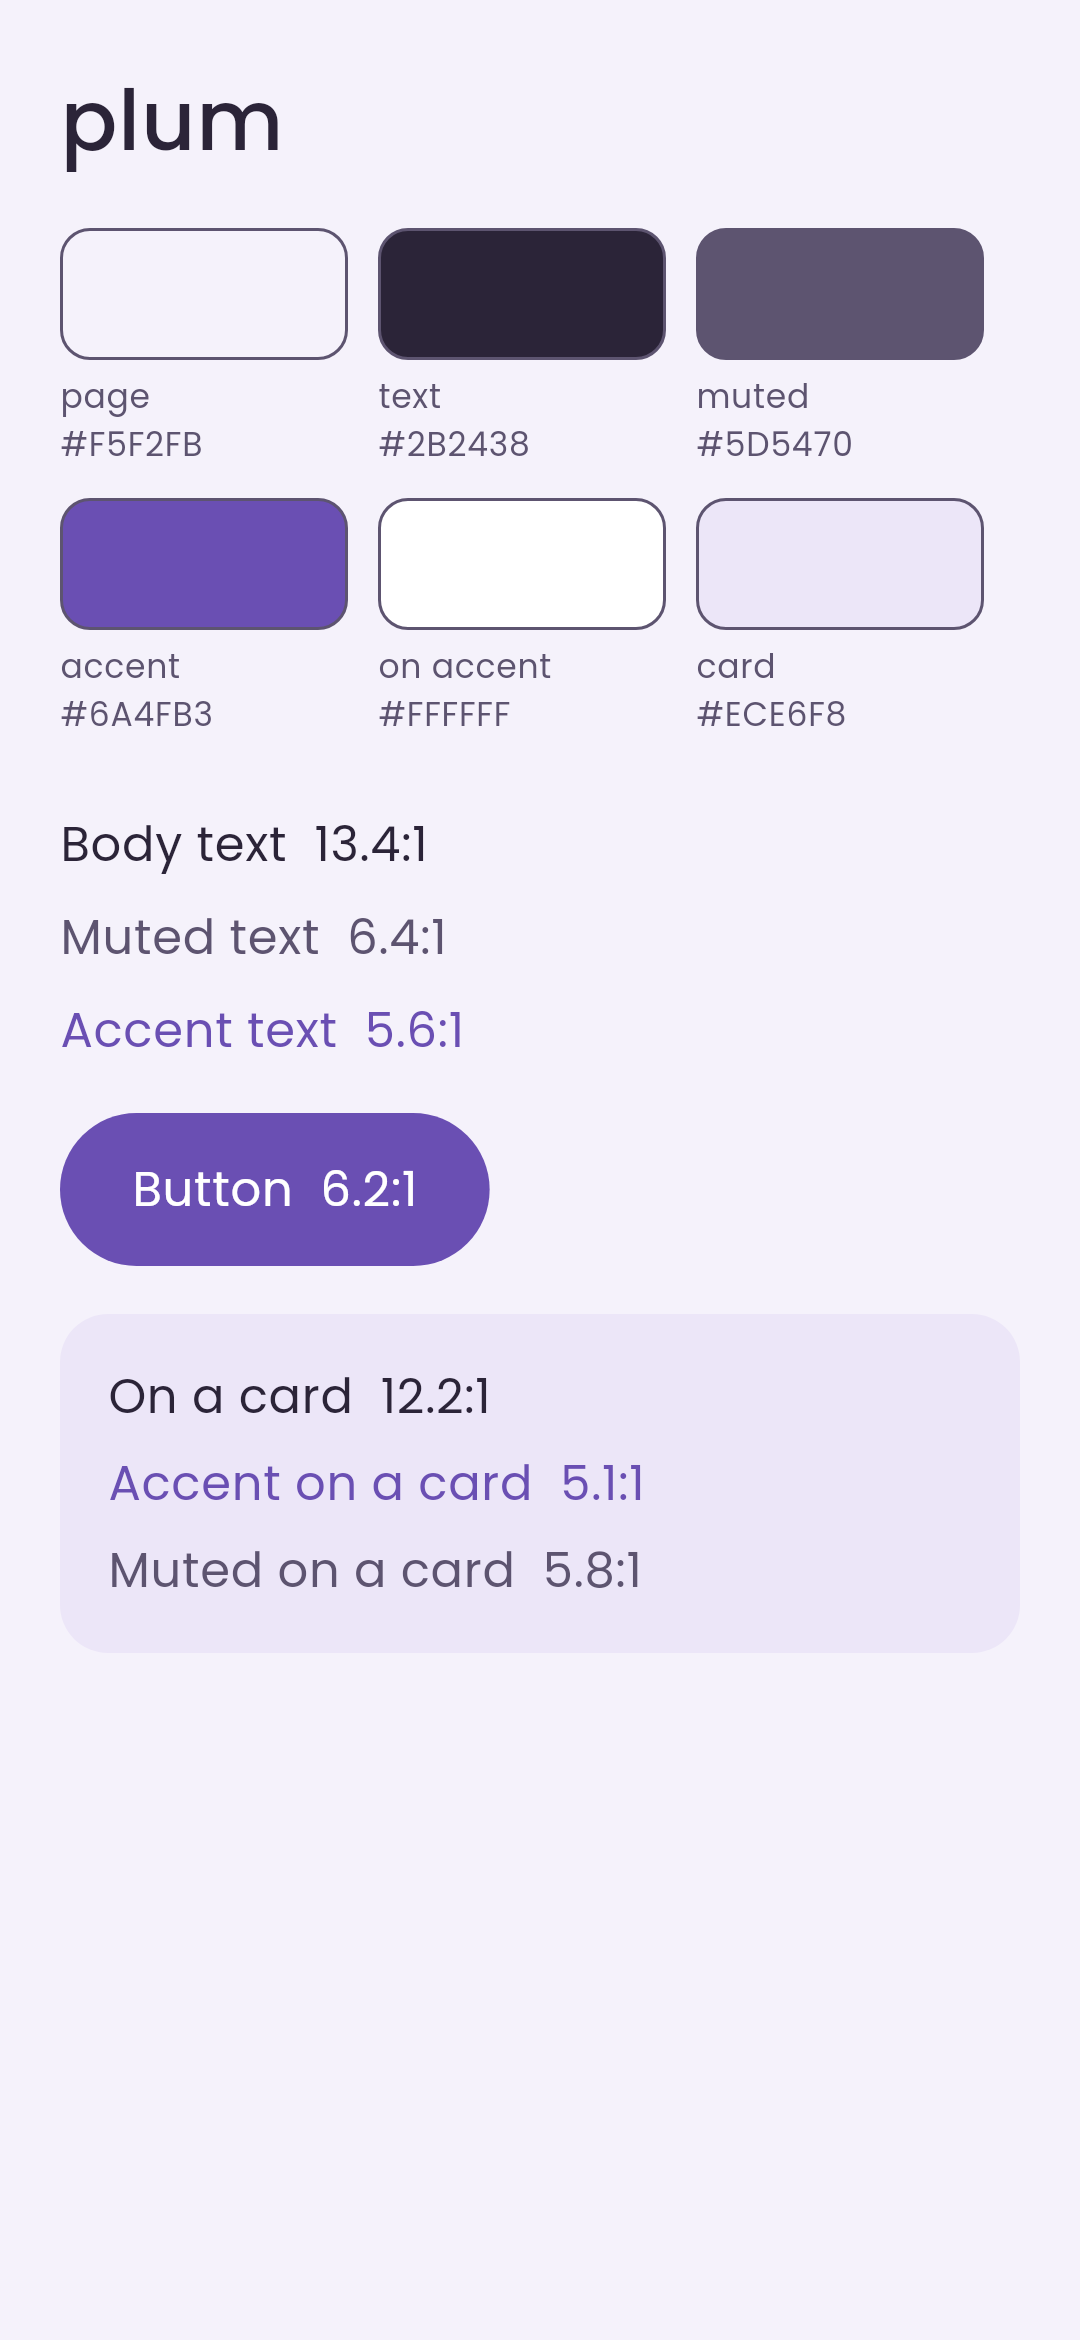 plum
page
#F5F2FB
text
#2B2438
muted
#5D5470
accent
#6A4FB3
on accent
#FFFFFF
card
#ECE6F8
Body text 13.4:1
Muted text 6.4:1
Accent text 5.6:1
Button 6.2:1
On a card 12.2:1
Accent on a card 5.1:1
Muted on a card 5.8:1